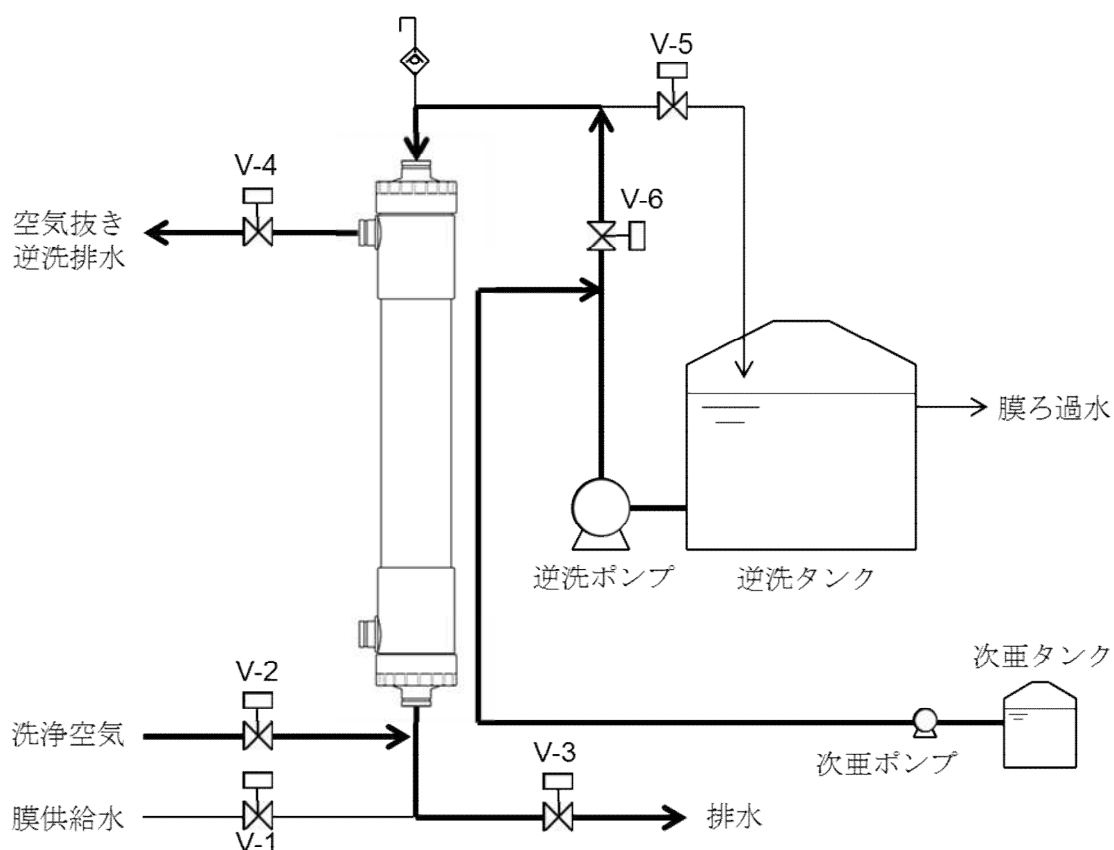 V-5
V-4
V-6
空気抜き
逆洗排水
膜ろ過水
逆洗ポンプ
逆洗タンク
次亜タンク
V-2
洗浄空気
V-3
次亜ポンプ
膜供給水
排水
V-1